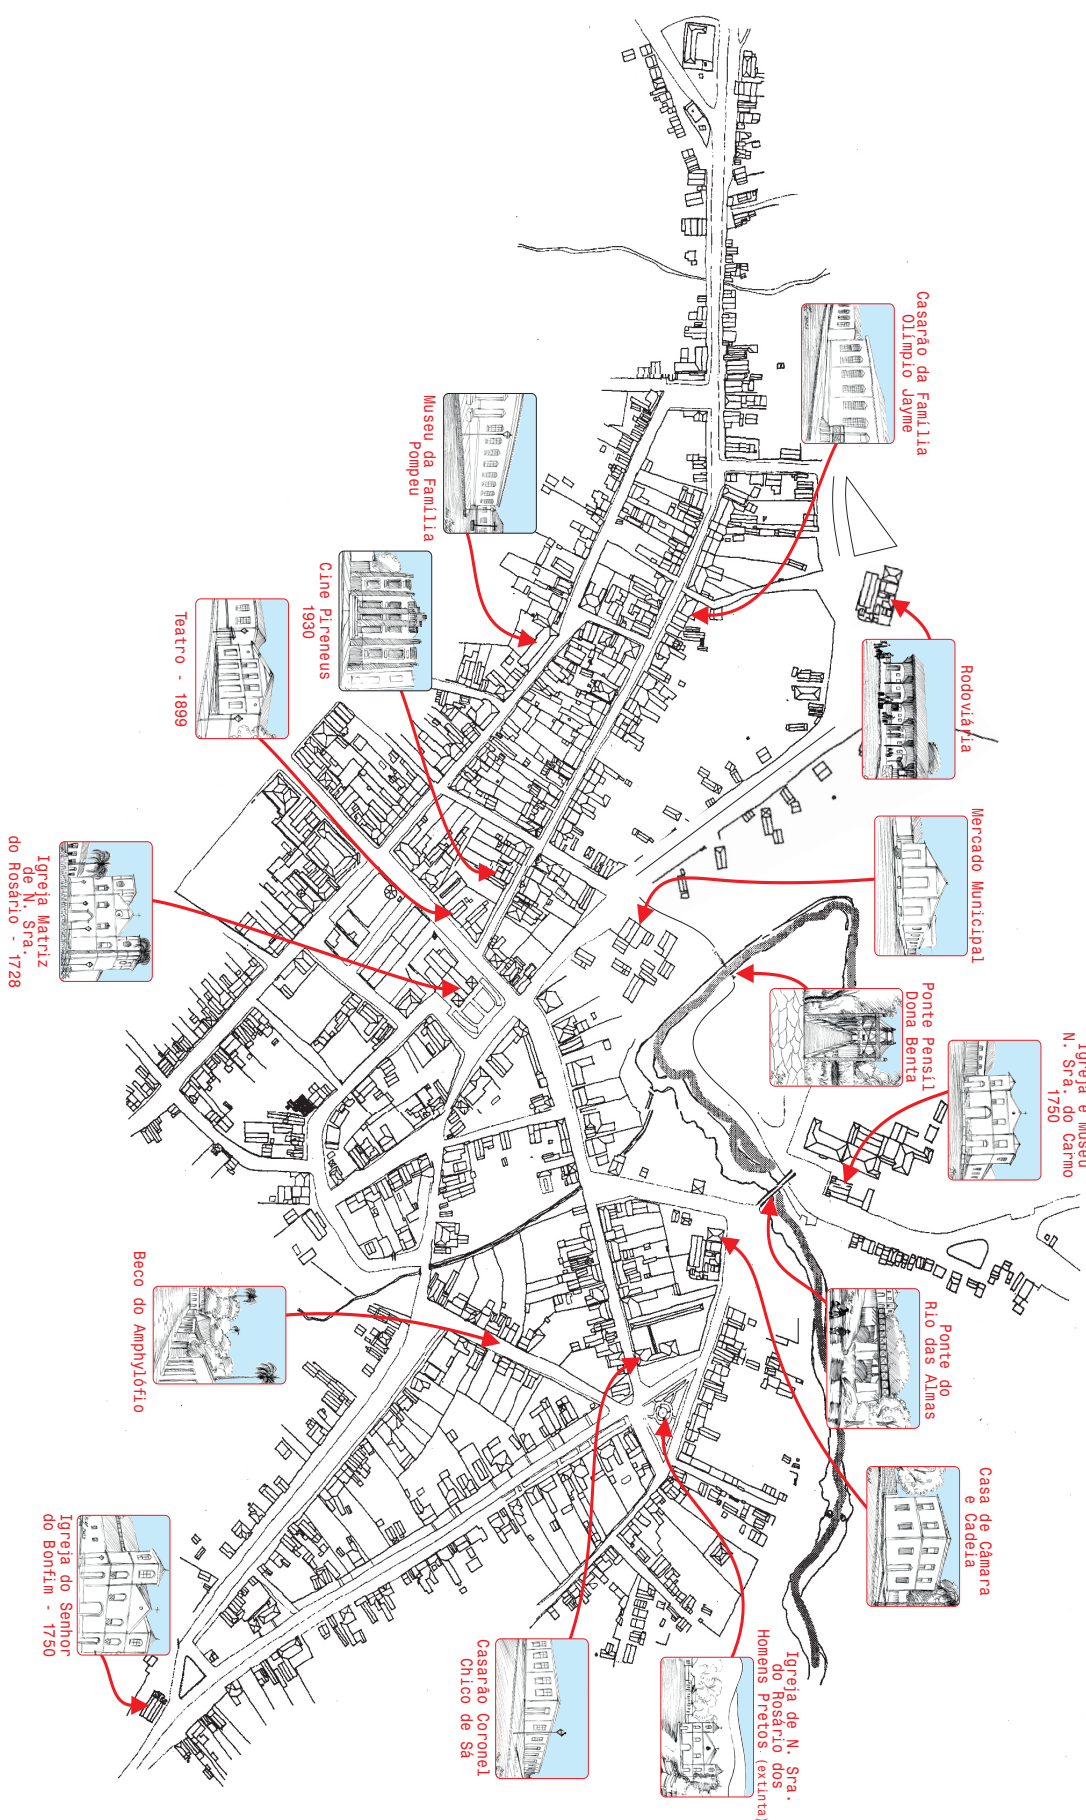 Casarão da Família
Olímpio Jayme
Museu da Família
Pompeu
Cine Pireneus
1930
Teatro - 1899
Rodoviária
Mercado Municipal
Igreja Matriz
de N. Sra.
do Rosário - 1728
Ponte Pensil
Dona Benta
Igreja e Museu
N. Sra. do Carmo
1750
Beco do Amphylófio
Ponte do
Rio das Almas
Casa de Câmara
e Cadeia
Igreja do Senhor
do Bonfim - 1750
Casarão Coronel
Chico de Sá
Igreja de N. Sra.
do Rosário dos
Homens Pretos (extinta)